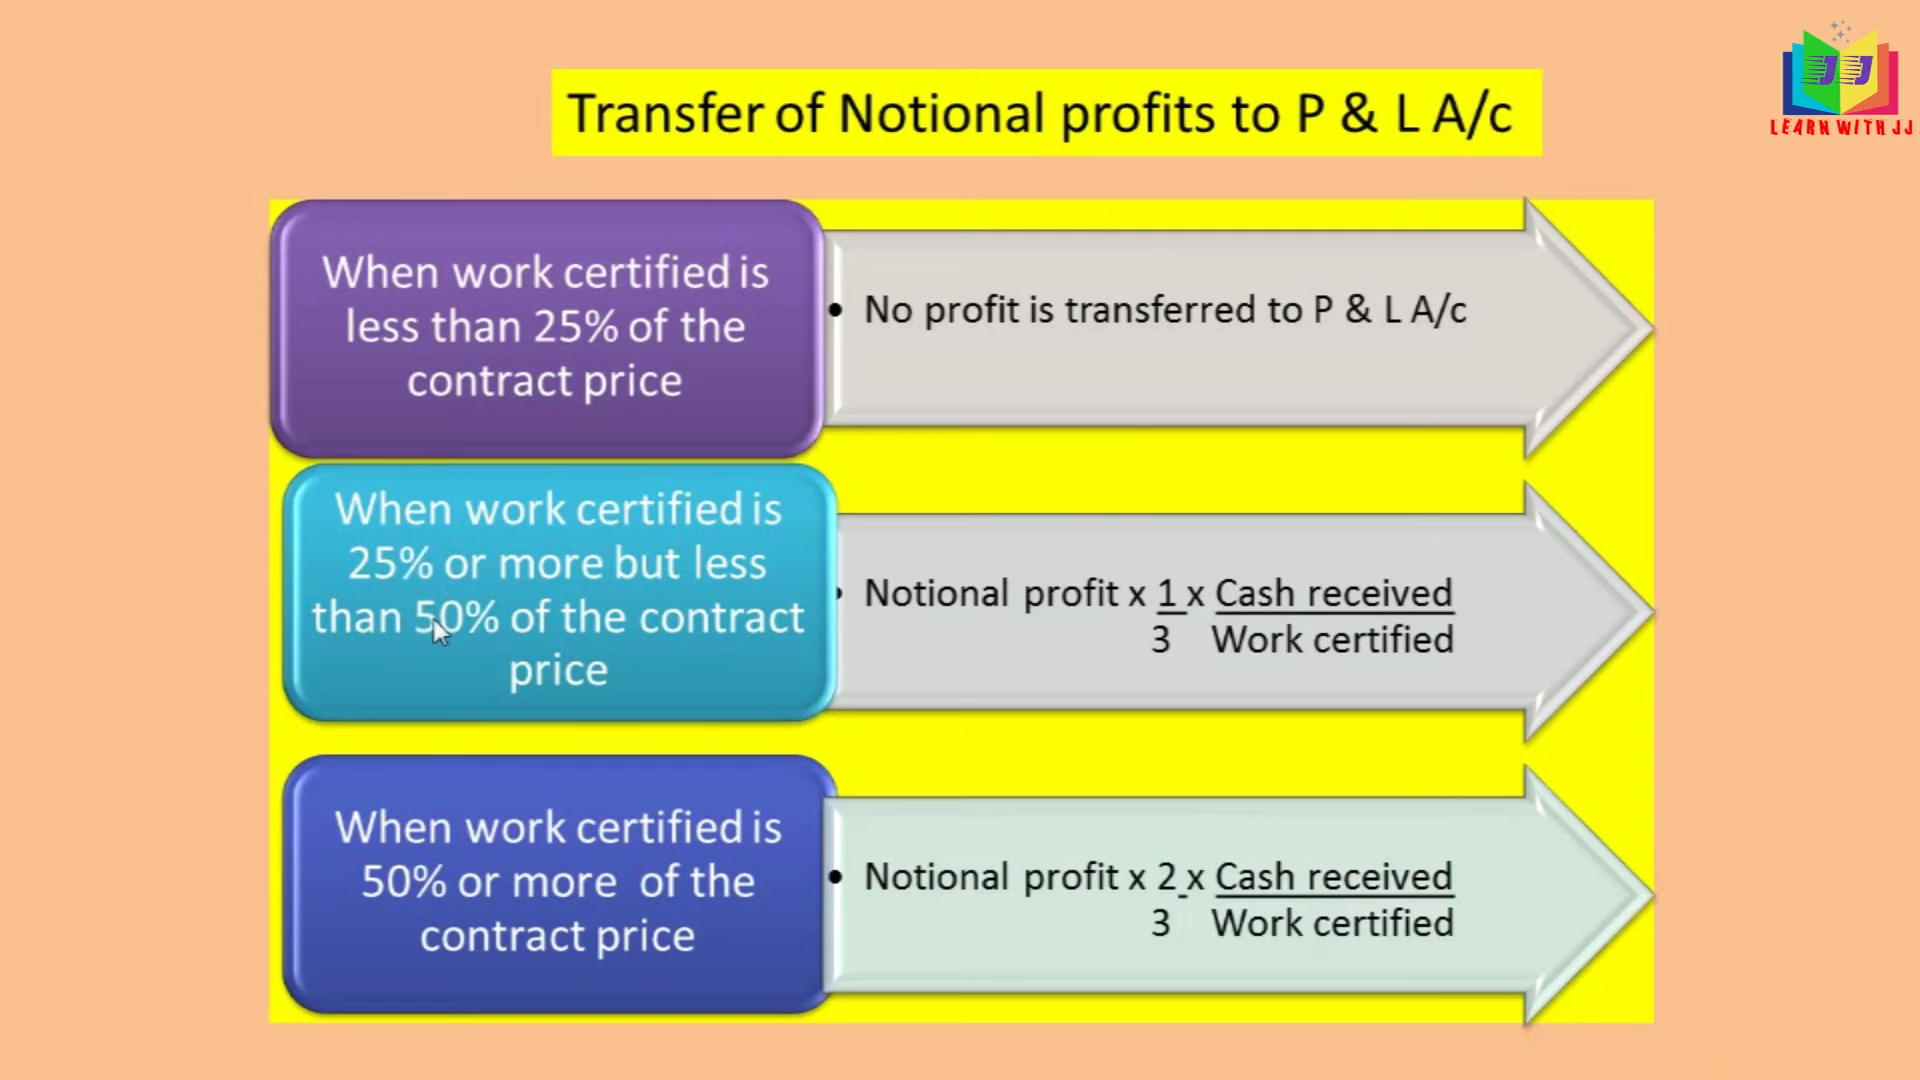 Transfer of Notional profits to P & L A/c
LEARN WITH JJ
When work certified is
less than 25% of the
contract price
• No profit is transferred to P & L A/c
When work certified is
25% or more but less
than 50% of the contract
price
• Notional profit x 1 x Cash received
3 Work certified
When work certified is
50% or more of the
contract price
• Notional profit x 2 x Cash received
3 Work certified